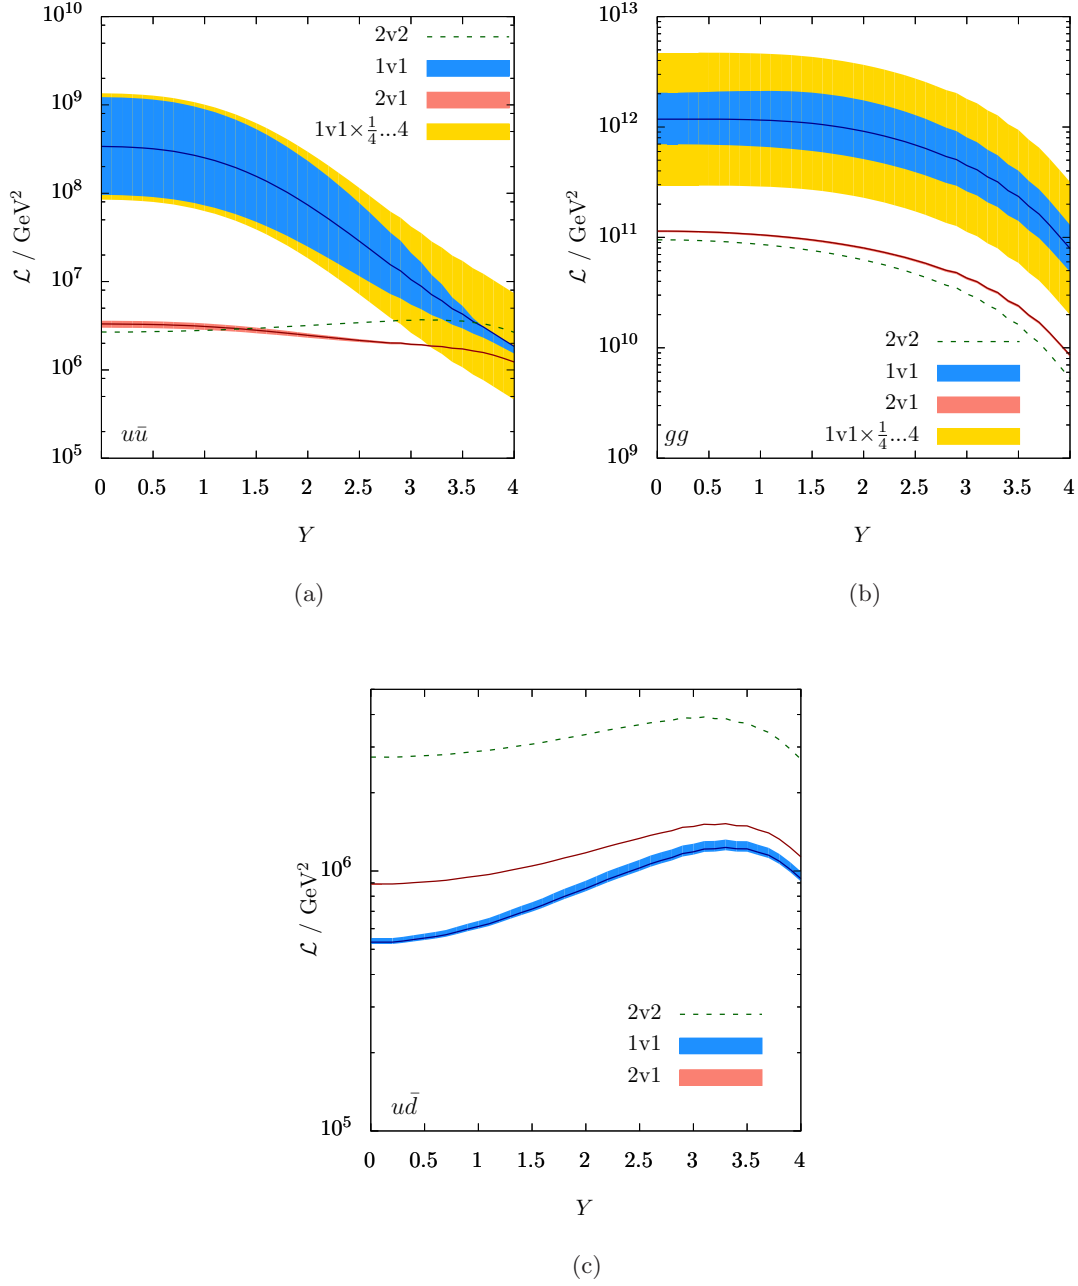 10^10
10^9
10^8
10^7
10^6
10^5
ℒ / GeV^2
2v2
1v1
2v1
1v1×1/4...4
uū
0 0.5 1 1.5 2 2.5 3 3.5 4
Y
(a)
10^13
10^12
10^11
10^10
10^9
ℒ / GeV^2
2v2
1v1
2v1
1v1×1/4...4
gg
0 0.5 1 1.5 2 2.5 3 3.5 4
Y
(b)
10^6
10^5
ℒ / GeV^2
2v2
1v1
2v1
ud̄
0 0.5 1 1.5 2 2.5 3 3.5 4
Y
(c)